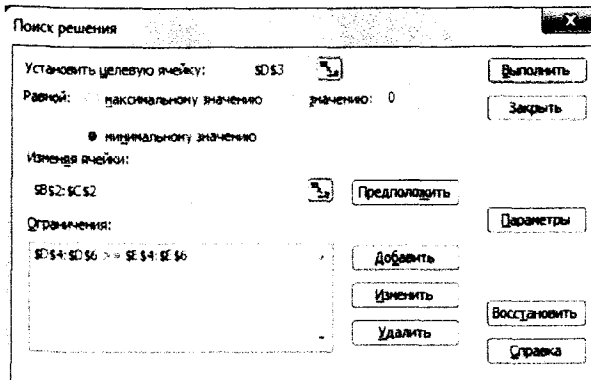 Поиск решения
X
Установить целевую ячейку: $D$3
Выполнить
Равной: максимальному значению значению: 0
Закрыть
минимальному значению
Изменяя ячейки:
$B$2:$C$2
Предположить
Параметры
Ограничения:
$D$4:$D$6 >= $E$4:$E$6
Добавить
Изменить
Удалить
Восстановить
Справка